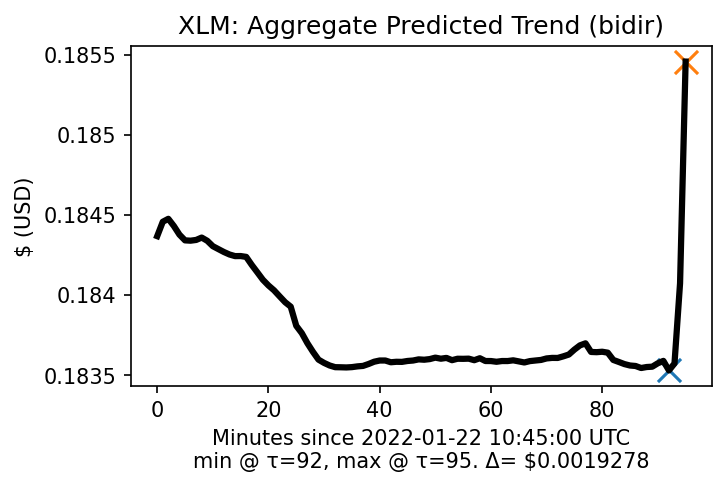 XLM: Aggregate Predicted Trend (bidir)
0.1855
0.185
0.1845
0.184
0.1835
$ (USD)
0 20 40 60 80
Minutes since 2022-01-22 10:45:00 UTC
min @ τ=92, max @ τ=95. Δ= $0.0019278